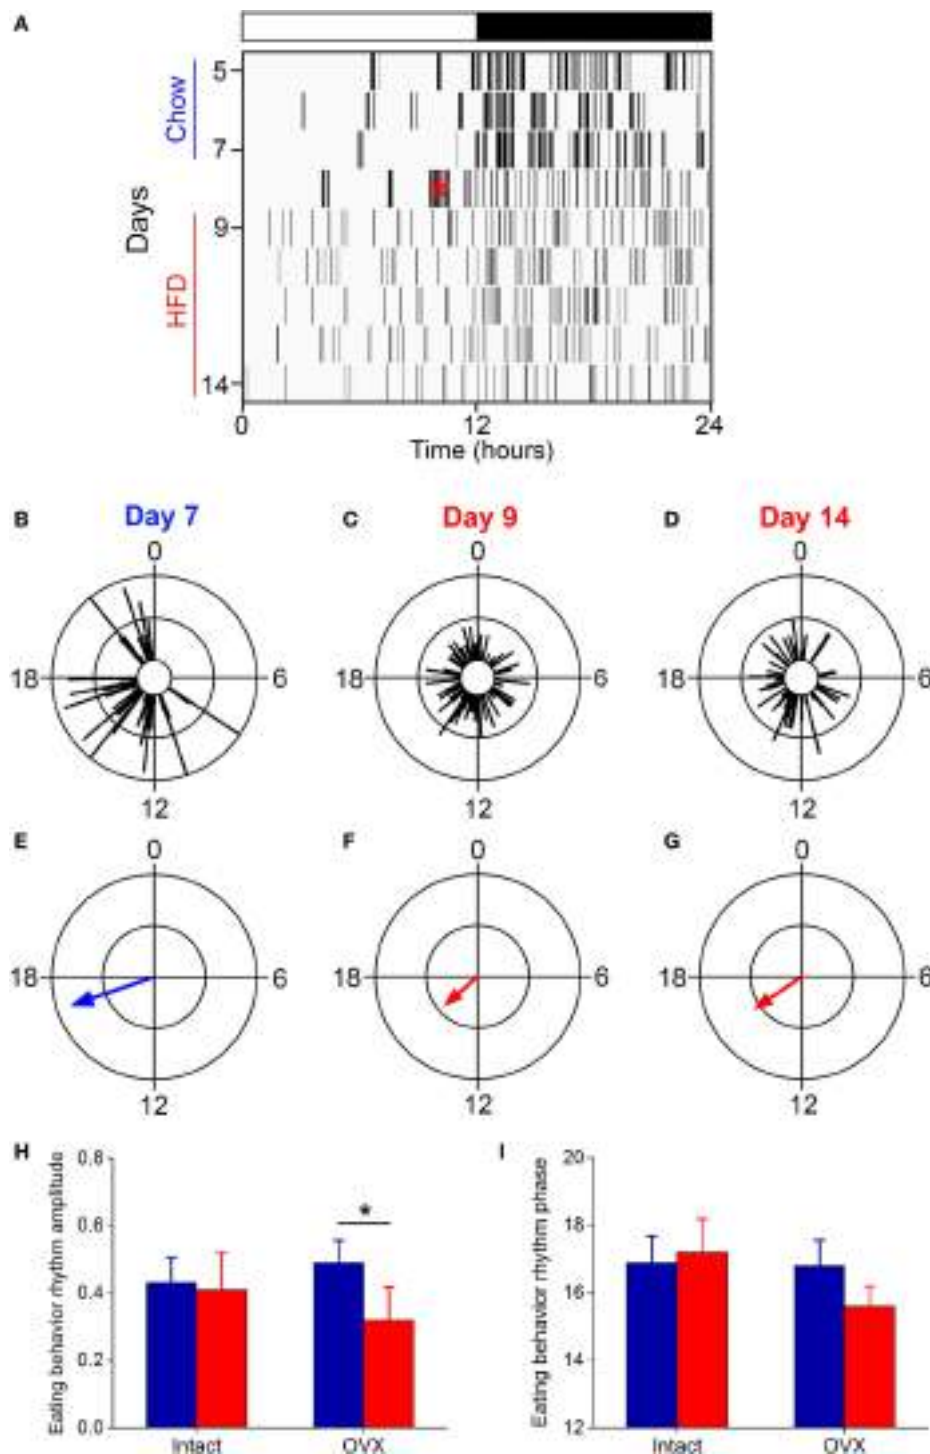 A
Chow
HFD
Days
5
7
9
14
0 12 24
Time (hours)
B Day 7 C Day 9 D Day 14
0 0 0
18 6 18 6 18 6
12 12 12
E F G
0 0 0
18 6 18 6 18 6
12 12 12
H
Eating behavior rhythm amplitude
0.8
0.6
0.4
0.2
0.0
*
Intact OVX
I
Eating behavior rhythm phase
20
18
16
14
12
Intact OVX